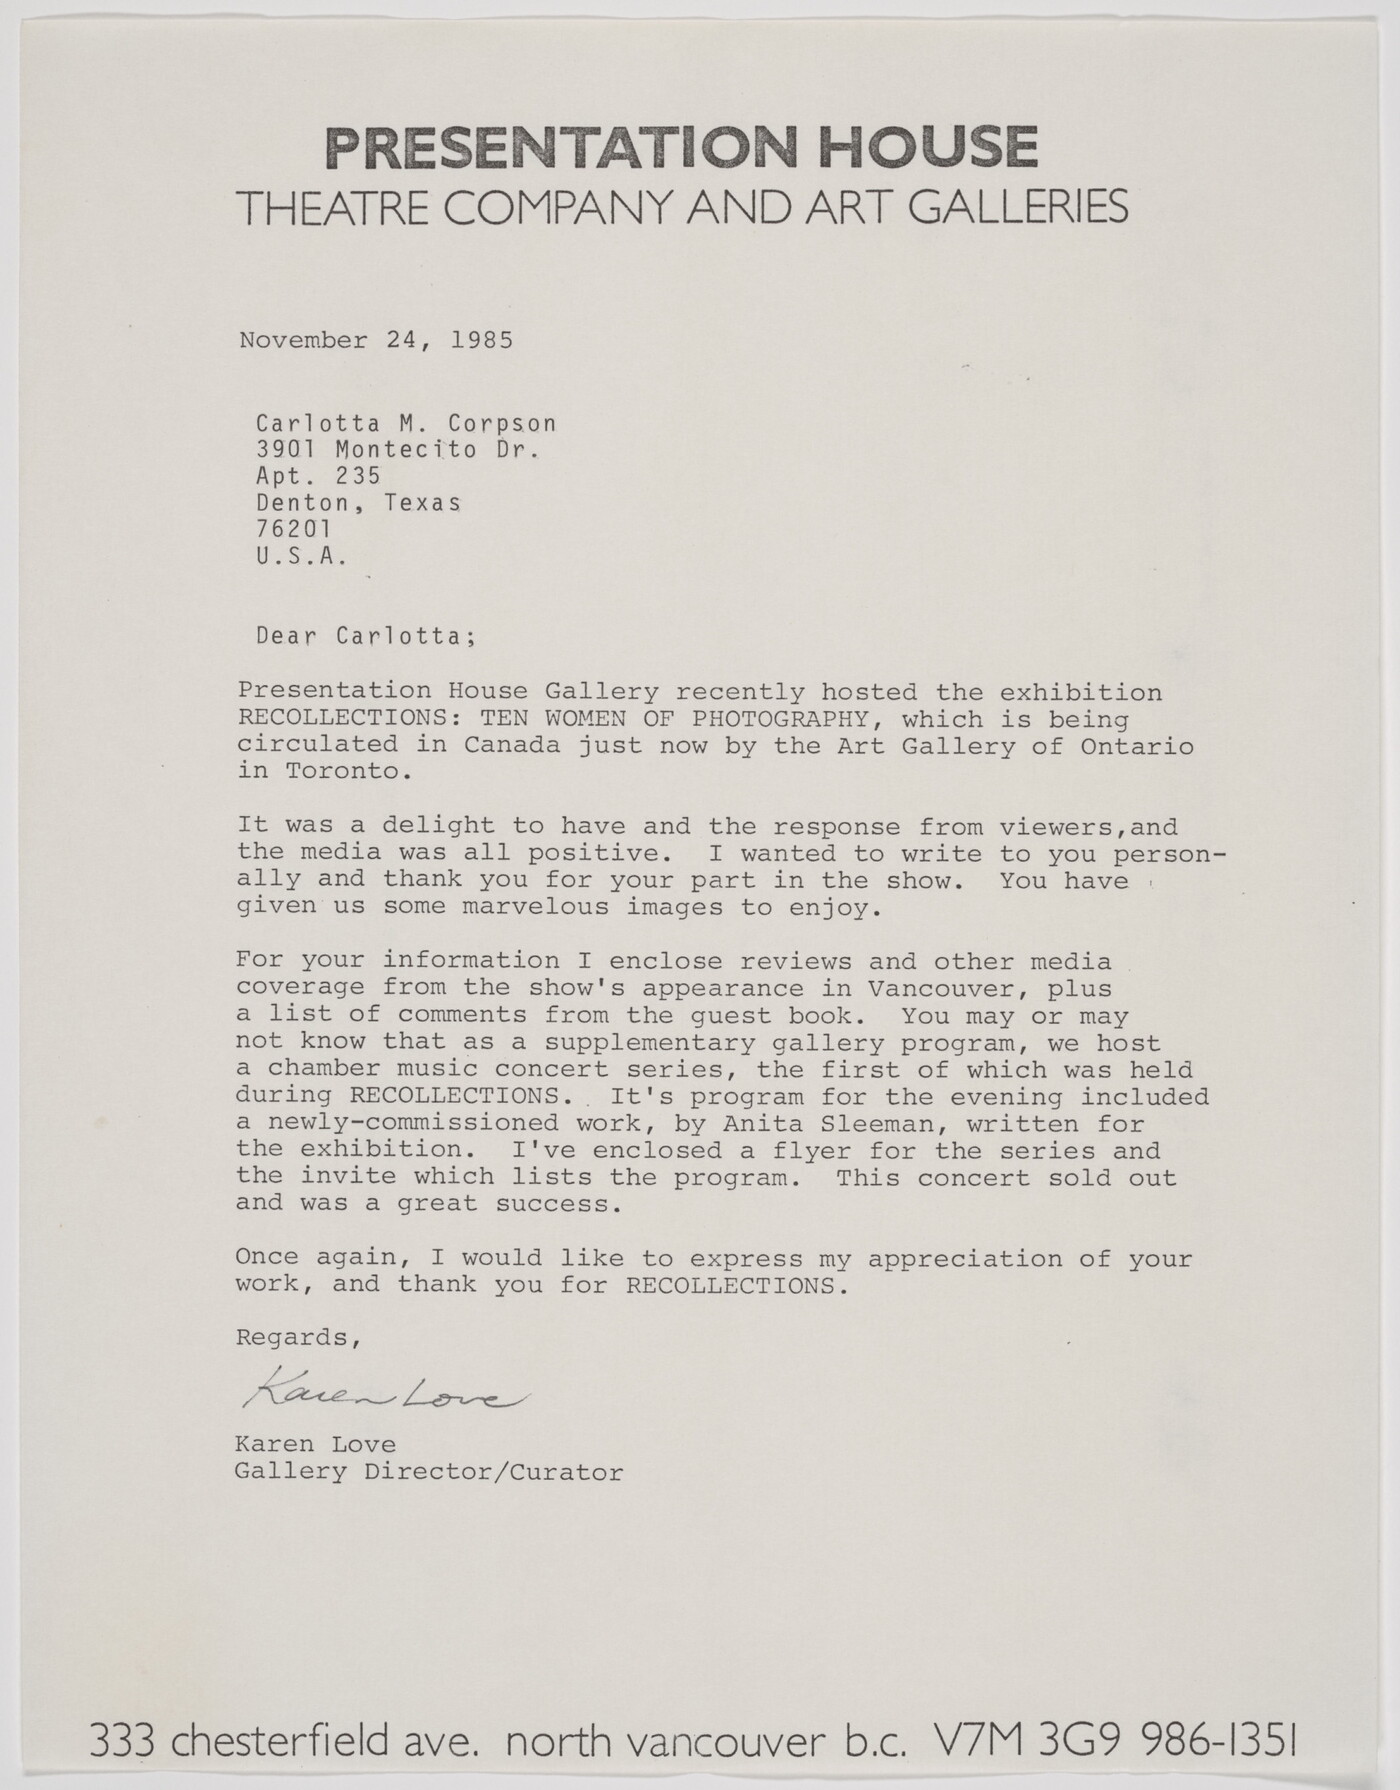 PRESENTATION HOUSE
THEATRE COMPANY AND ART GALLERIES
November 24, 1985
Carlotta M. Corpson
3901 Montecito Dr.
Apt. 235
Denton, Texas
76201
U.S.A.
Dear Carlotta;
Presentation House Gallery recently hosted the exhibition
RECOLLECTIONS: TEN WOMEN OF PHOTOGRAPHY, which is being
circulated in Canada just now by the Art Gallery of Ontario
in Toronto.
It was a delight to have and the response from viewers,and
the media was all positive.  I wanted to write to you person-
ally and thank you for your part in the show.  You have
given us some marvelous images to enjoy.
For your information I enclose reviews and other media
coverage from the show's appearance in Vancouver, plus
a list of comments from the guest book.  You may or may
not know that as a supplementary gallery program, we host
a chamber music concert series, the first of which was held
during RECOLLECTIONS.  It's program for the evening included
a newly-commissioned work, by Anita Sleeman, written for
the exhibition.  I've enclosed a flyer for the series and
the invite which lists the program.  This concert sold out
and was a great success.
Once again, I would like to express my appreciation of your
work, and thank you for RECOLLECTIONS.
Regards,
Karen Love
Karen Love
Gallery Director/Curator
333 chesterfield ave. north vancouver b.c. V7M 3G9 986-1351